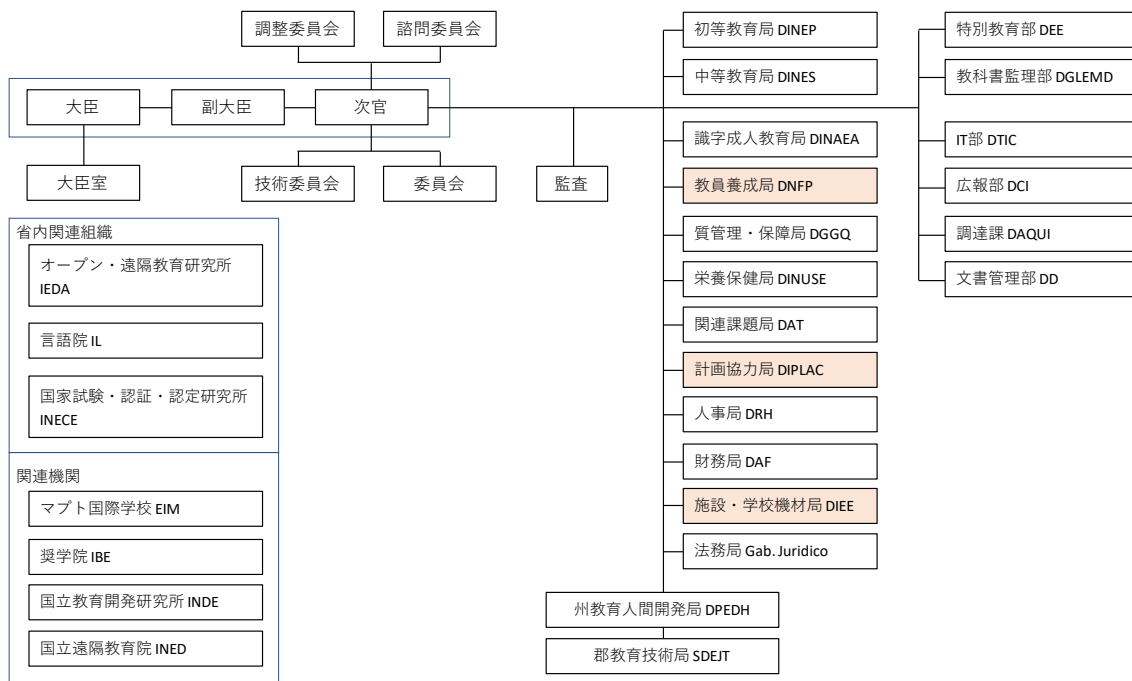 調整委員会
諮問委員会
大臣
副大臣
次官
大臣室
技術委員会
委員会
監査
省内関連組織
オープン・遠隔教育研究所
IEDA
言語院 IL
国家試験・認証・認定研究所
INECE
関連機関
マプト国際学校 EIM
奨学院 IBE
国立教育開発研究所 INDE
国立遠隔教育院 INED
初等教育局 DINEP
中等教育局 DINES
識字成人教育局 DINAEA
教員養成局 DNFP
質管理・保障局 DGGQ
栄養保健局 DINUSE
関連課題局 DAT
計画協力局 DIPLAC
人事局 DRH
財務局 DAF
施設・学校機材局 DIEE
法務局 Gab. Juridico
州教育人間開発局 DPEDH
郡教育技術局 SDEJT
特別教育部 DEE
教科書監理部 DGLEMD
IT部 DTIC
広報部 DCI
調達課 DAQUI
文書管理部 DD